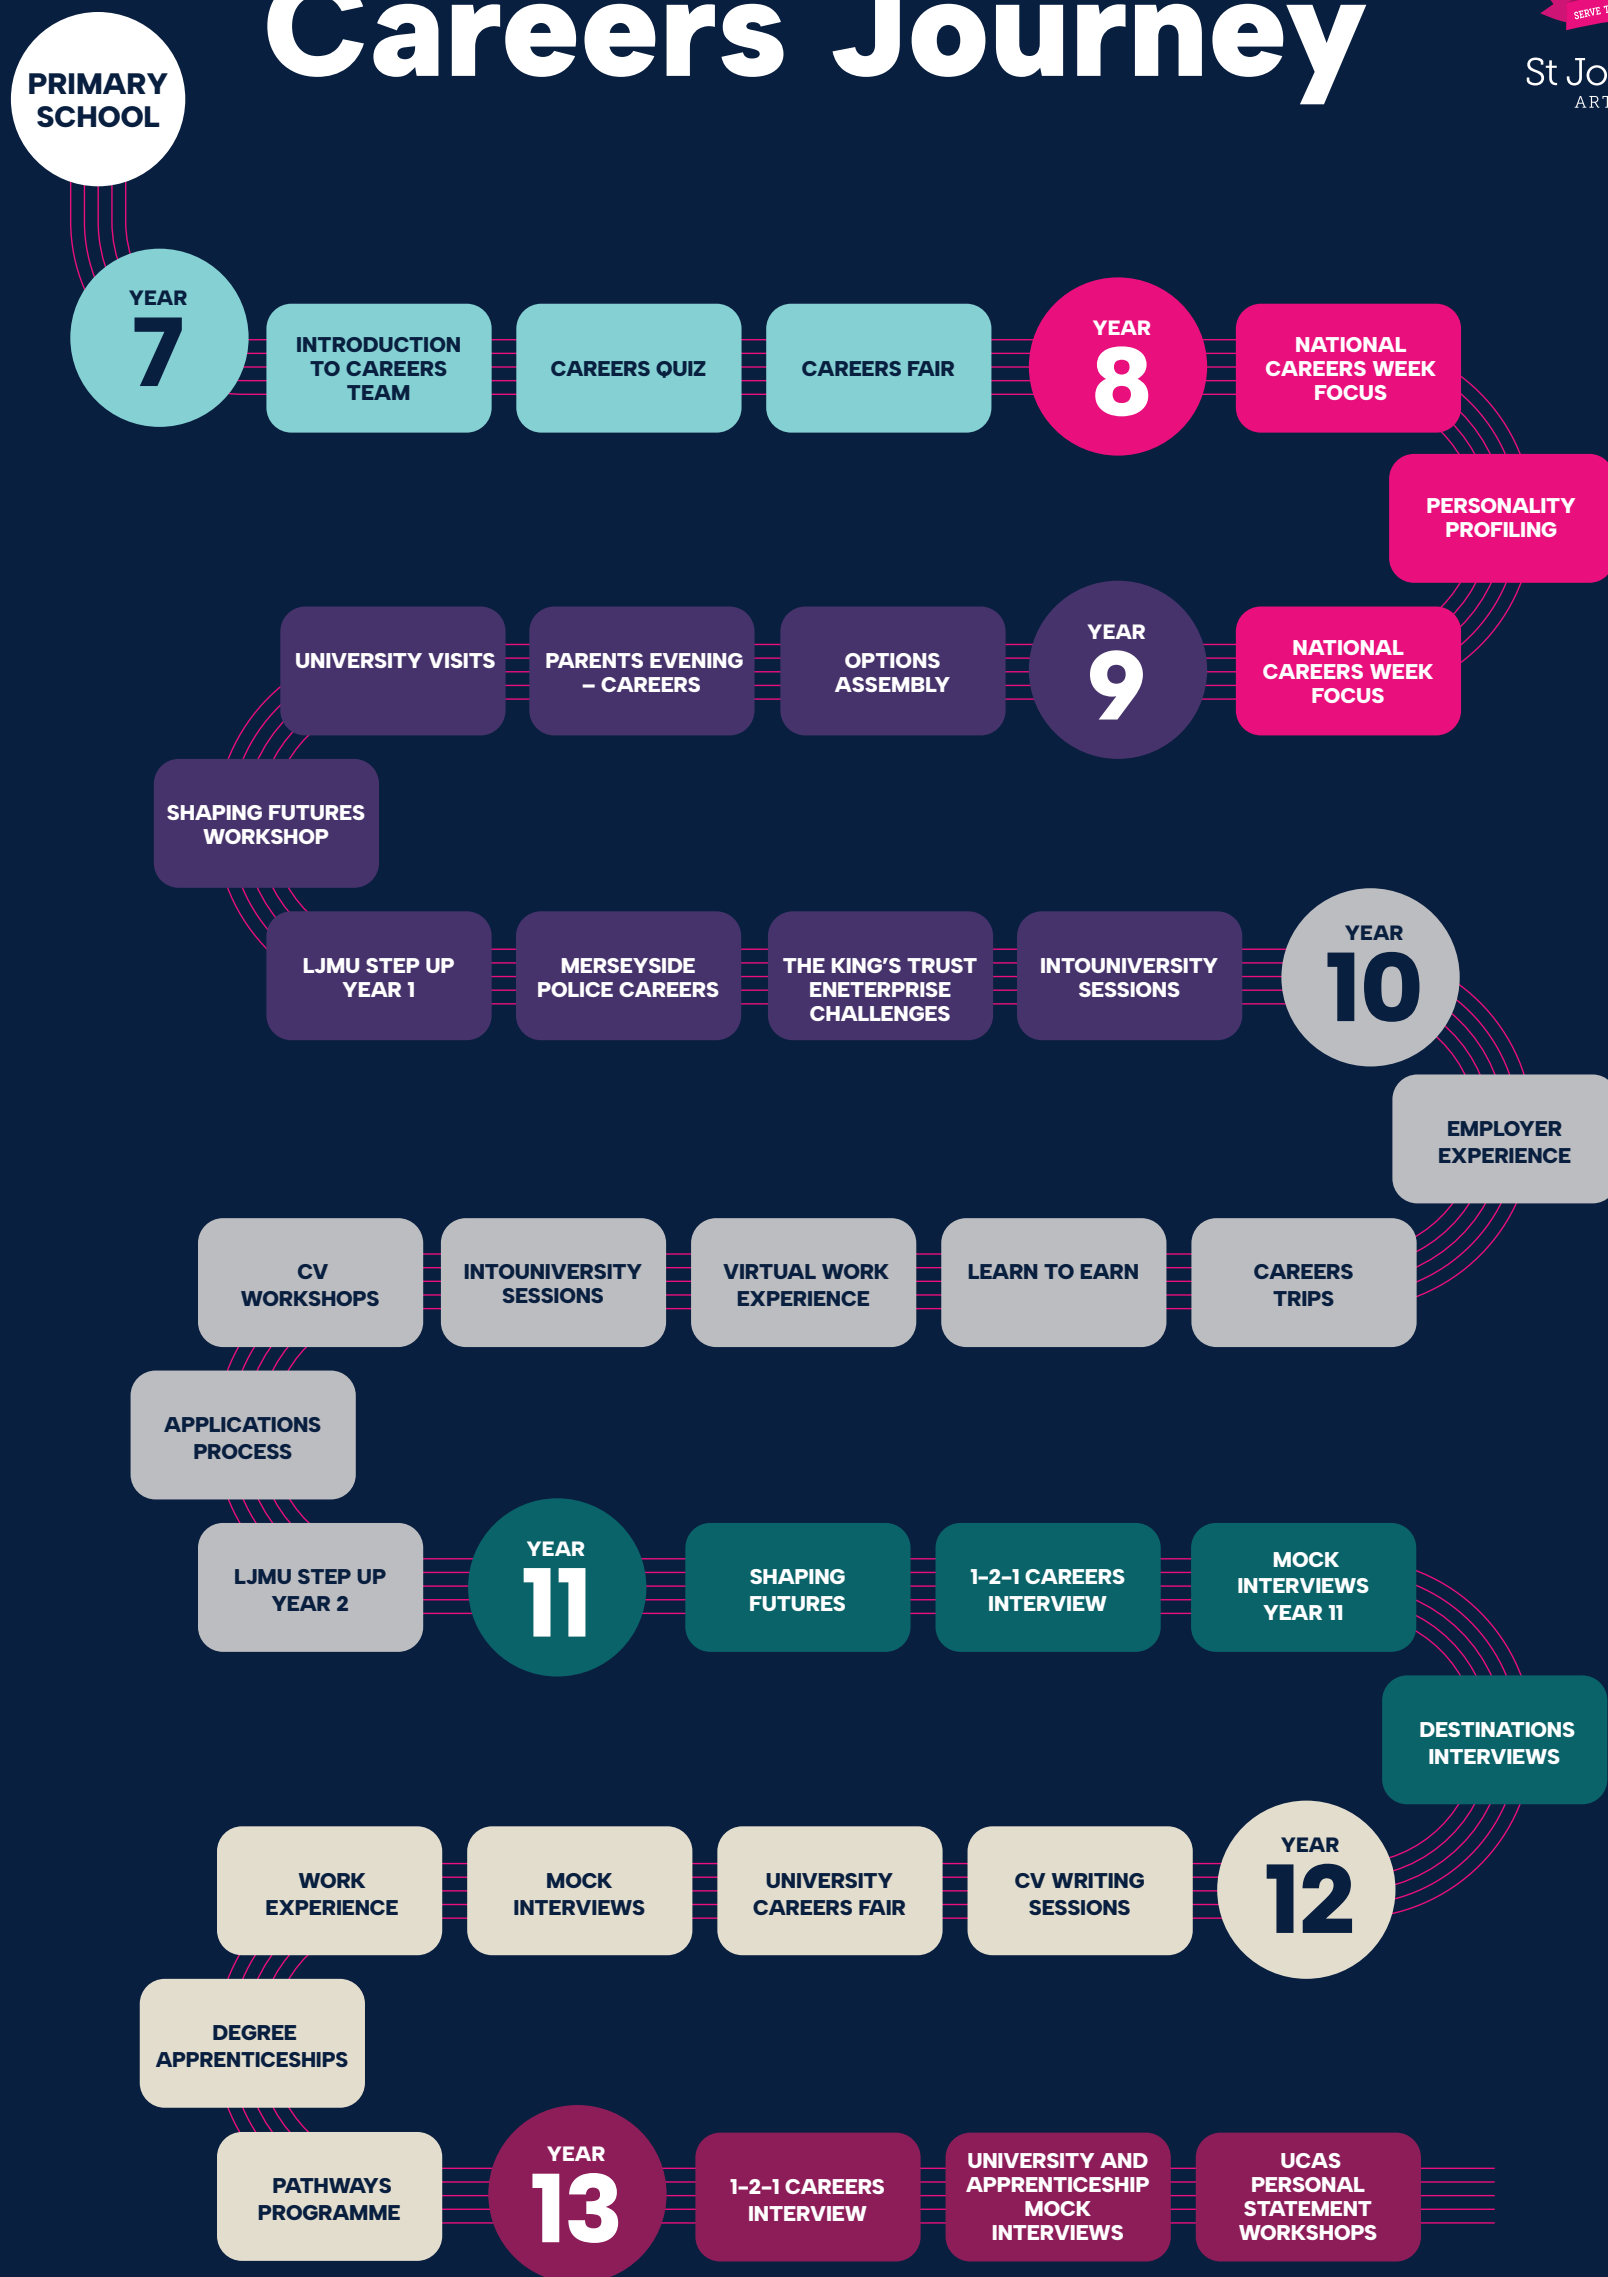 Careers Journey
SERVE
St Jo
ART
PRIMARY
SCHOOL
YEAR
7
INTRODUCTION
TO CAREERS
TEAM
CAREERS QUIZ
CAREERS FAIR
YEAR
8
NATIONAL
CAREERS WEEK
FOCUS
PERSONALITY
PROFILING
NATIONAL
CAREERS WEEK
FOCUS
YEAR
9
OPTIONS
ASSEMBLY
PARENTS EVENING
– CAREERS
UNIVERSITY VISITS
SHAPING FUTURES
WORKSHOP
LJMU STEP UP
YEAR 1
MERSEYSIDE
POLICE CAREERS
THE KING'S TRUST
ENETERPRISE
CHALLENGES
INTOUNIVERSITY
SESSIONS
YEAR
10
EMPLOYER
EXPERIENCE
CAREERS
TRIPS
LEARN TO EARN
VIRTUAL WORK
EXPERIENCE
INTOUNIVERSITY
SESSIONS
CV
WORKSHOPS
APPLICATIONS
PROCESS
LJMU STEP UP
YEAR 2
YEAR
11
SHAPING
FUTURES
1-2-1 CAREERS
INTERVIEW
MOCK
INTERVIEWS
YEAR 11
DESTINATIONS
INTERVIEWS
YEAR
12
CV WRITING
SESSIONS
UNIVERSITY
CAREERS FAIR
MOCK
INTERVIEWS
WORK
EXPERIENCE
DEGREE
APPRENTICESHIPS
PATHWAYS
PROGRAMME
YEAR
13
1-2-1 CAREERS
INTERVIEW
UNIVERSITY AND
APPRENTICESHIP
MOCK
INTERVIEWS
UCAS
PERSONAL
STATEMENT
WORKSHOPS